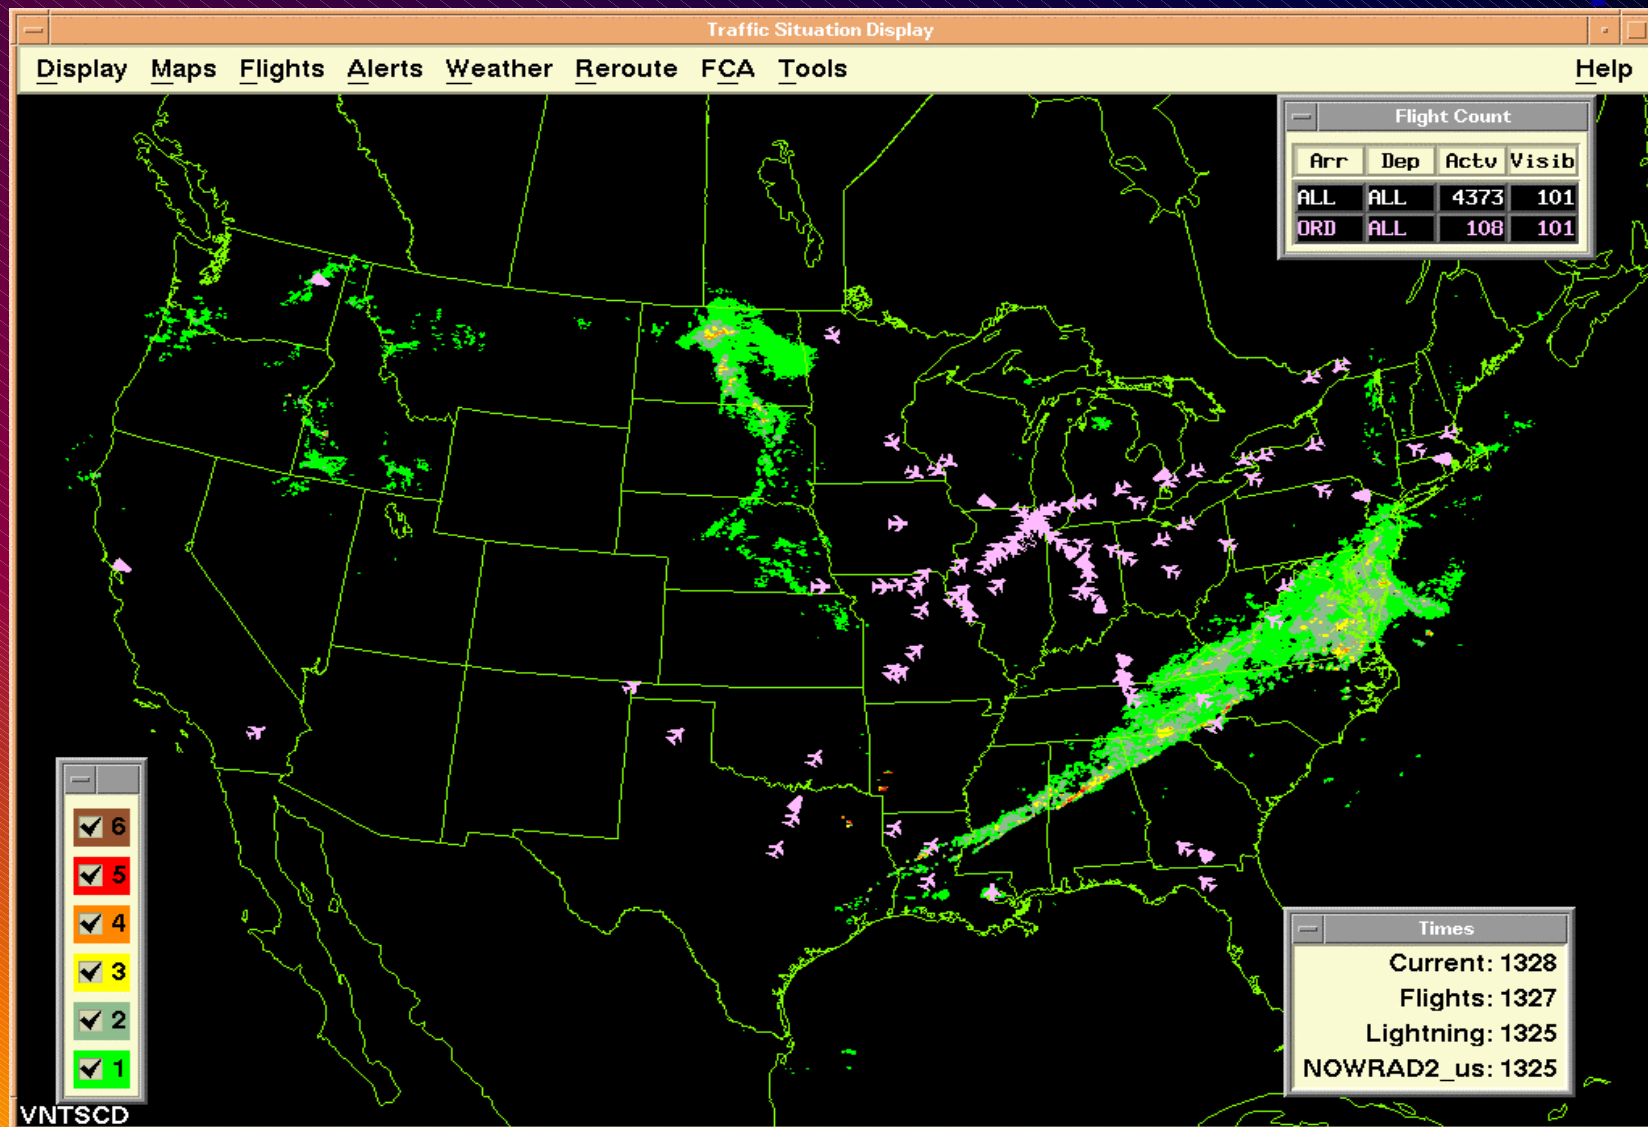 Traffic Situation Display
Display Maps Flights Alerts Weather Reroute FCA Tools Help
Flight Count
Arr Dep Actv Visib
ALL ALL 4373 101
ORD ALL 108 101
6
5
4
3
2
1
Times
Current: 1328
Flights: 1327
Lightning: 1325
NOWRAD2_us: 1325
VNTSCD